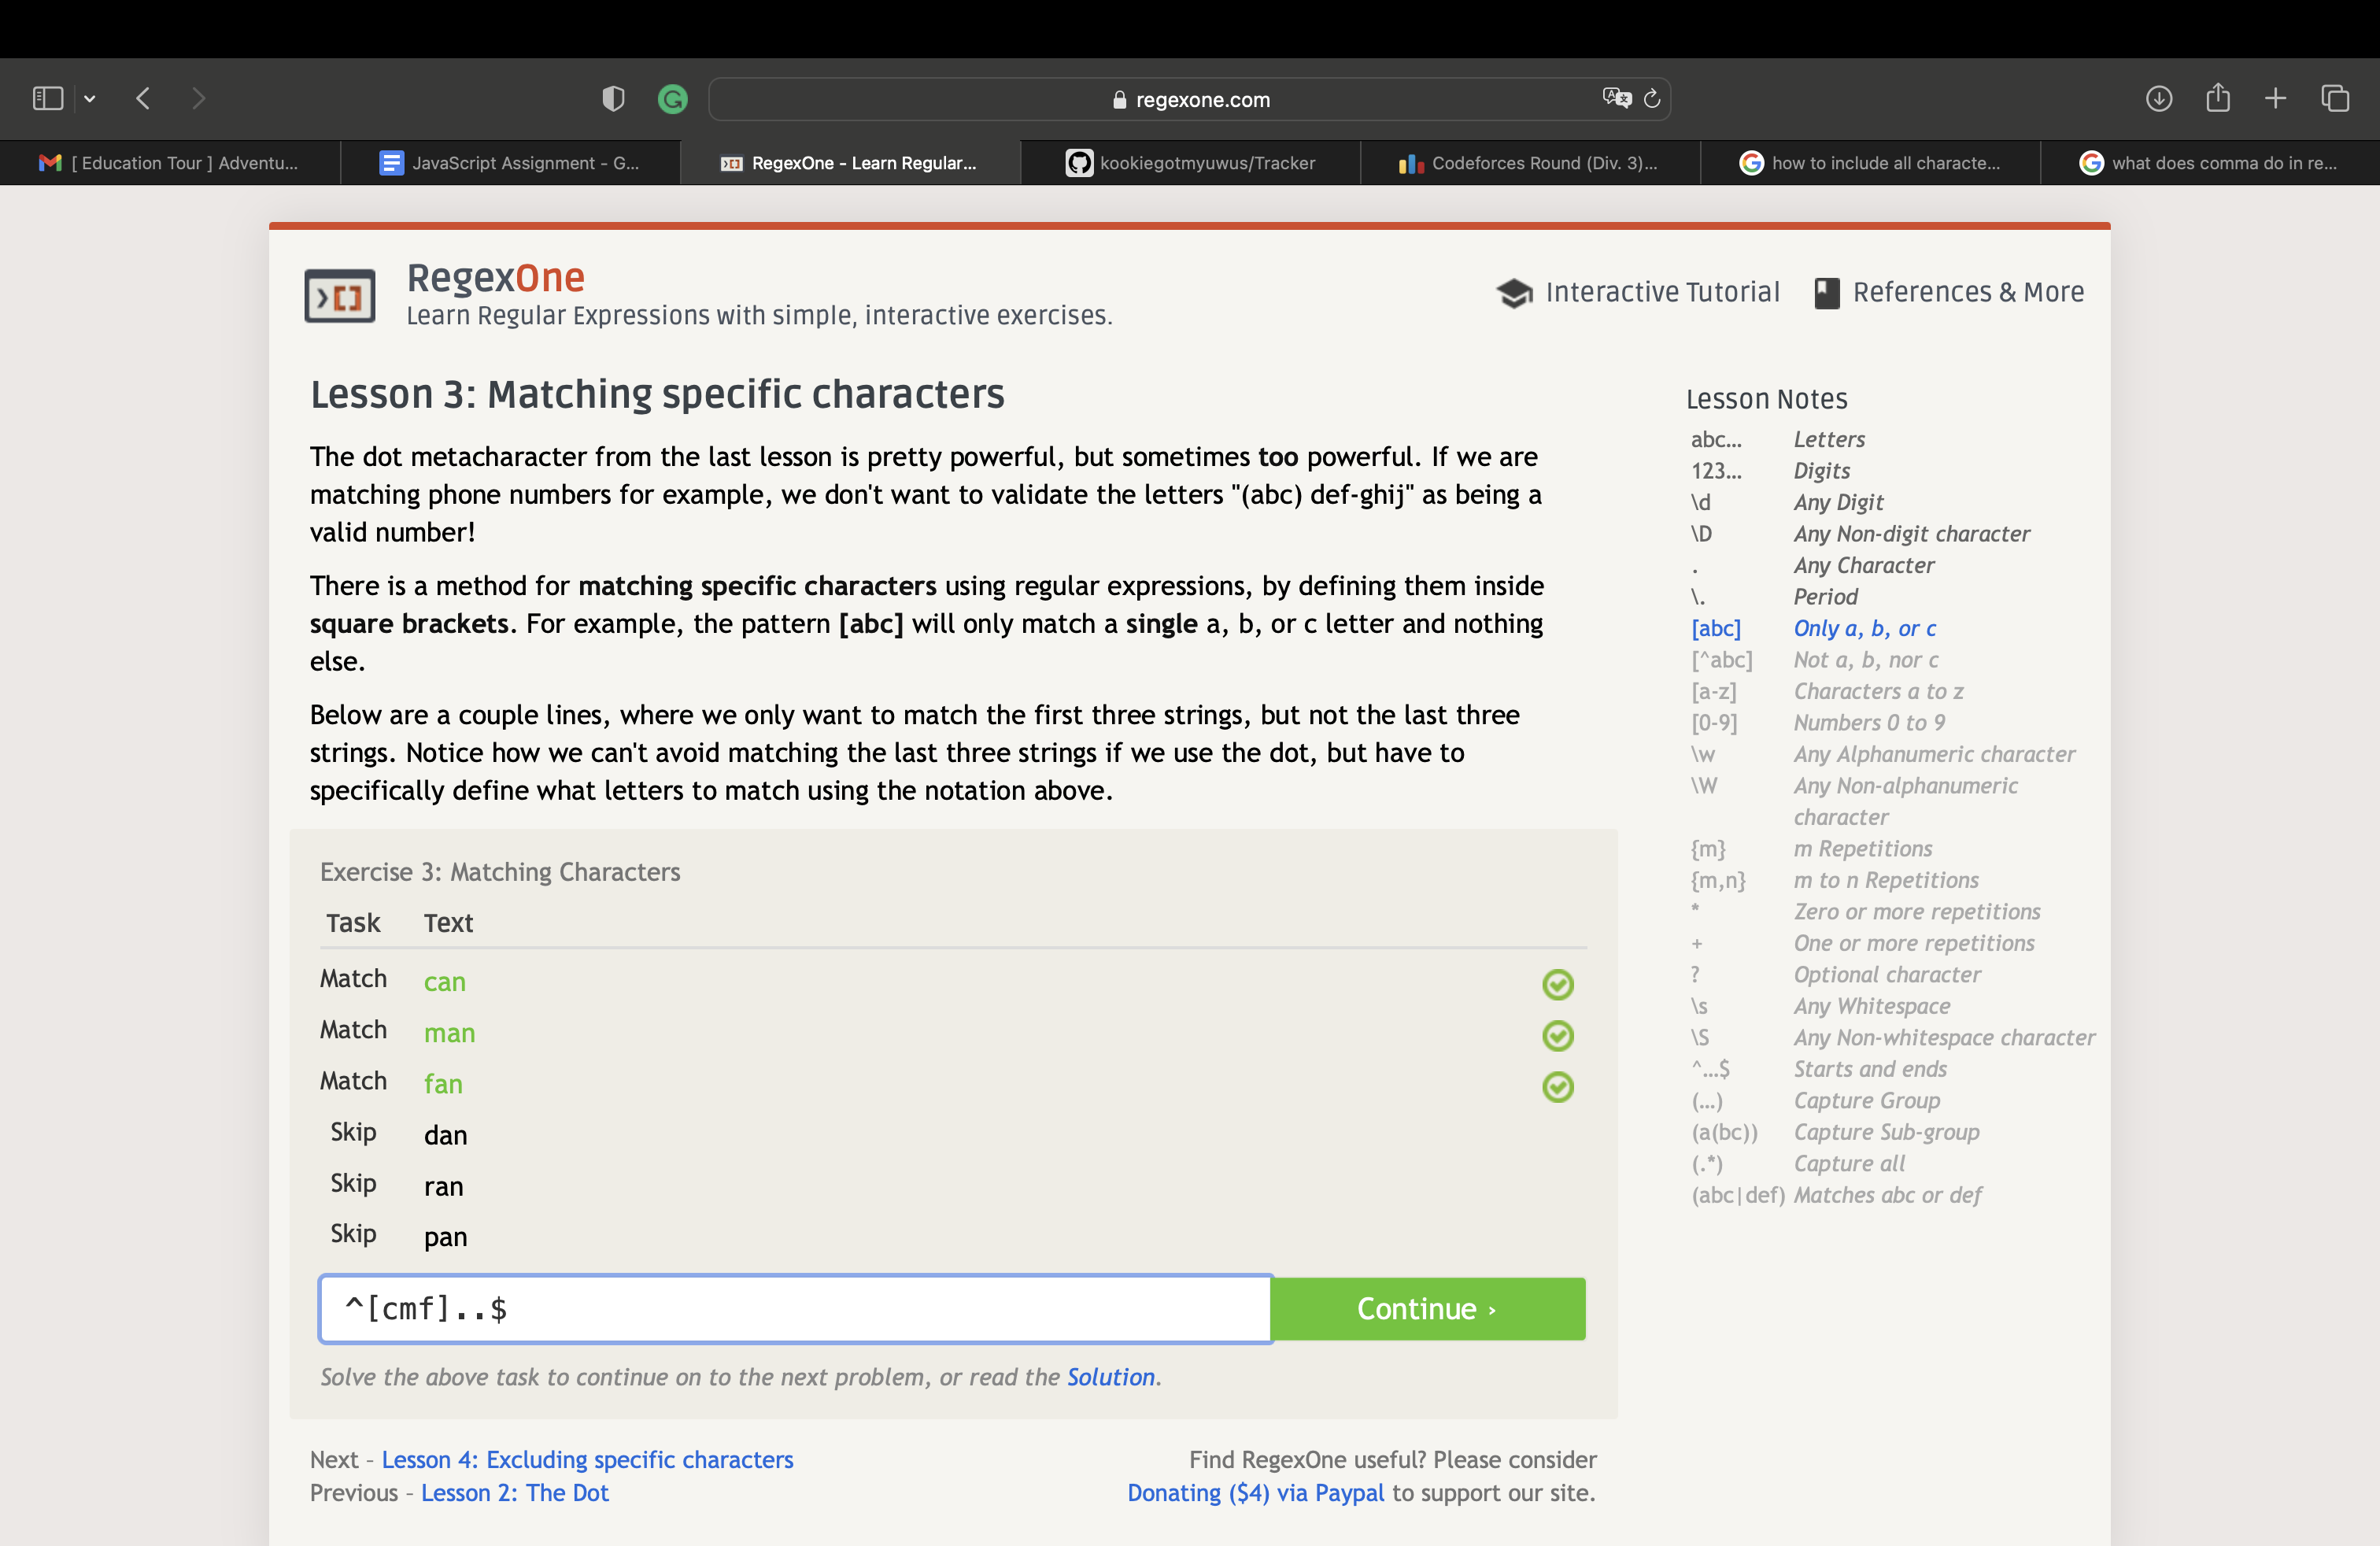 regexone.com
[ Education Tour ] Adventu...
JavaScript Assignment - G...
RegexOne - Learn Regular...
kookiegotmyuwus/Tracker
Codeforces Round (Div. 3)...
how to include all characte...
what does comma do in re...
RegexOne
Learn Regular Expressions with simple, interactive exercises.
Interactive Tutorial
References & More
Lesson 3: Matching specific characters
The dot metacharacter from the last lesson is pretty powerful, but sometimes too powerful. If we are
matching phone numbers for example, we don't want to validate the letters "(abc) def-ghij" as being a
valid number!
There is a method for matching specific characters using regular expressions, by defining them inside
square brackets. For example, the pattern [abc] will only match a single a, b, or c letter and nothing
else.
Below are a couple lines, where we only want to match the first three strings, but not the last three
strings. Notice how we can't avoid matching the last three strings if we use the dot, but have to
specifically define what letters to match using the notation above.
Exercise 3: Matching Characters
Task Text
Match can
Match man
Match fan
Skip dan
Skip ran
Skip pan
^[cmf]..$
Continue ›
Solve the above task to continue on to the next problem, or read the Solution.
Next – Lesson 4: Excluding specific characters
Previous – Lesson 2: The Dot
Find RegexOne useful? Please consider
Donating ($4) via Paypal to support our site.
Lesson Notes
abc… Letters
123… Digits
\d Any Digit
\D Any Non-digit character
. Any Character
\. Period
[abc] Only a, b, or c
[^abc] Not a, b, nor c
[a-z] Characters a to z
[0-9] Numbers 0 to 9
\w Any Alphanumeric character
\W Any Non-alphanumeric
character
{m} m Repetitions
{m,n} m to n Repetitions
* Zero or more repetitions
+ One or more repetitions
? Optional character
\s Any Whitespace
\S Any Non-whitespace character
^…$ Starts and ends
(…) Capture Group
(a(bc)) Capture Sub-group
(.*) Capture all
(abc|def) Matches abc or def